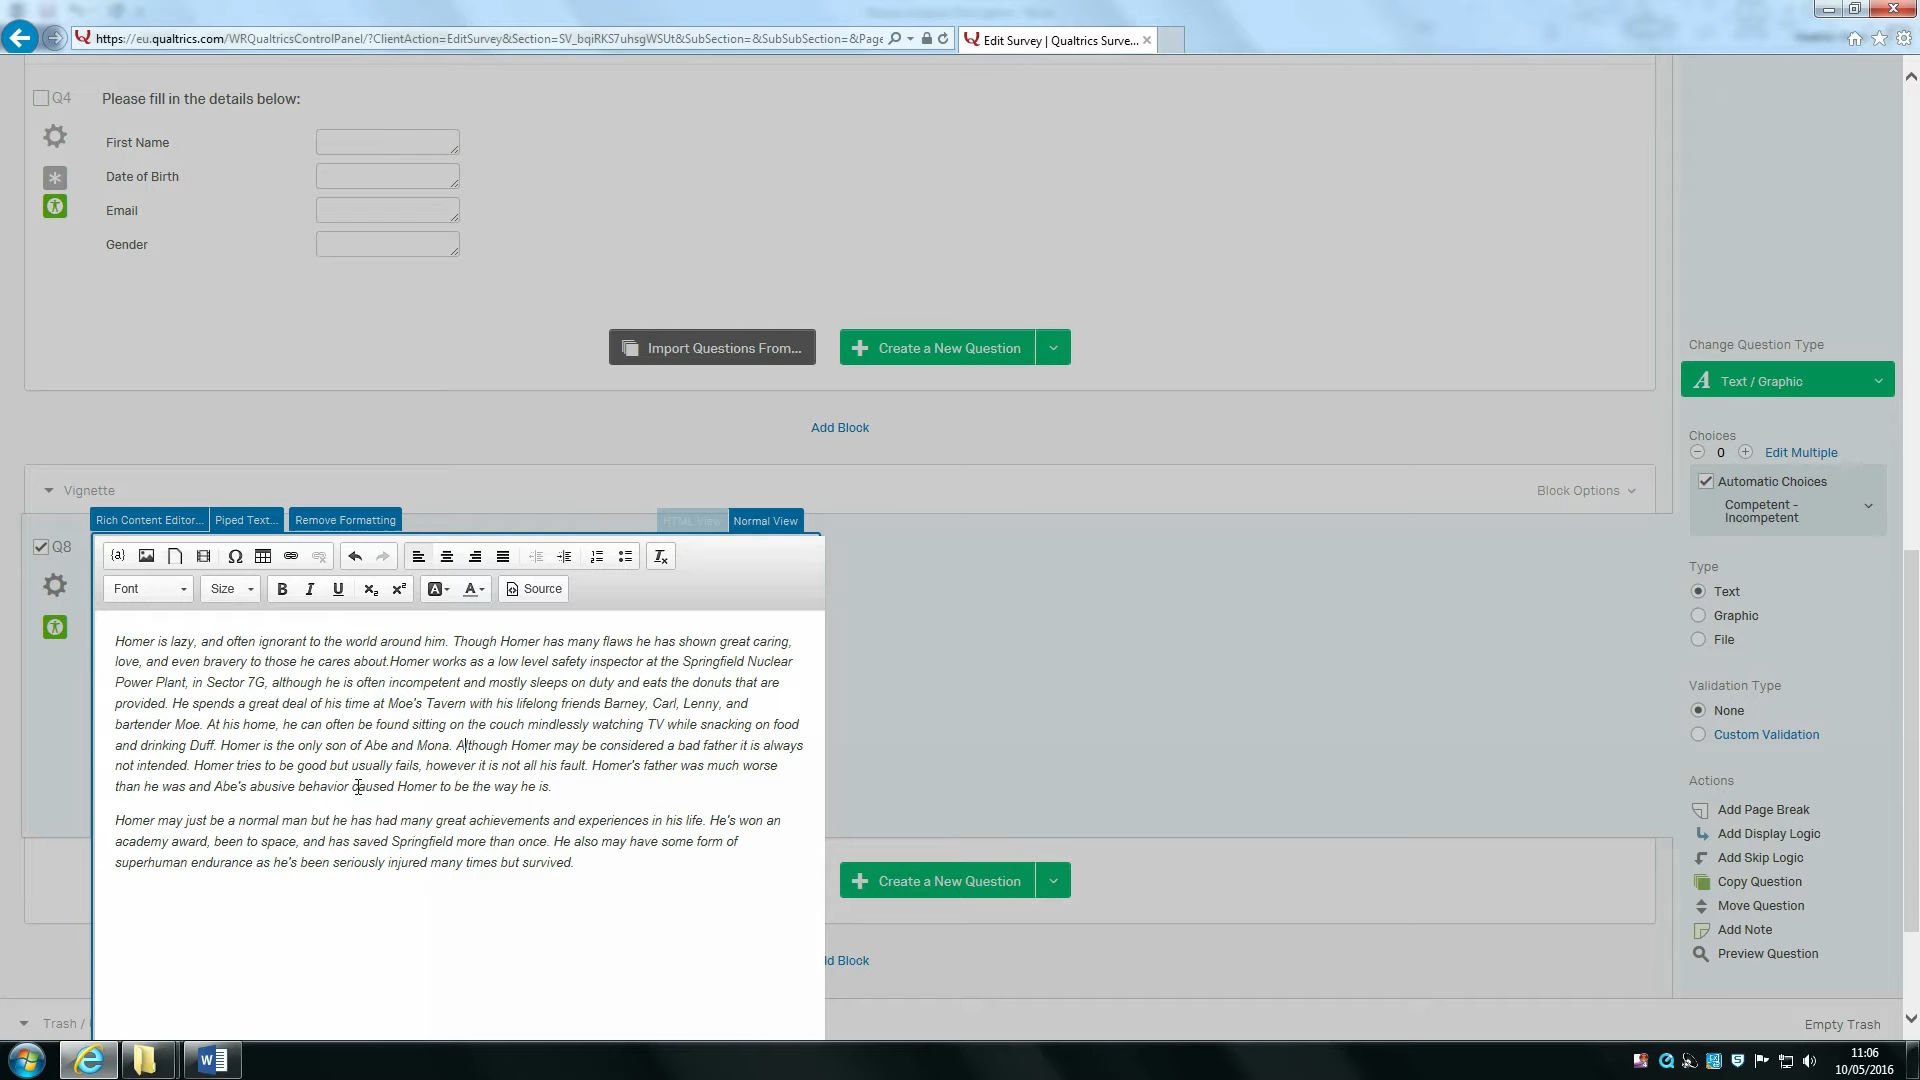 https://eu.qualtrics.com/WRQualtricsControlPanel/?ClientAction=EditSurvey&Section=SV_bqiRKS7uhsgWSUt&SubSection=&SubSubSection=&Page
Edit Survey | Qualtrics Surve...
Q4
Please fill in the details below:
First Name
Date of Birth
Email
Gender
Import Questions From...
Create a New Question
Change Question Type
Text / Graphic
Add Block
Choices
0
Edit Multiple
Automatic Choices
Competent -
Incompetent
Vignette
Block Options
Rich Content Editor...
Piped Text...
Remove Formatting
HTML View
Normal View
Q8
Font
Size
B I U
Source
Homer is lazy, and often ignorant to the world around him. Though Homer has many flaws he has shown great caring,
love, and even bravery to those he cares about.Homer works as a low level safety inspector at the Springfield Nuclear
Power Plant, in Sector 7G, although he is often incompetent and mostly sleeps on duty and eats the donuts that are
provided. He spends a great deal of his time at Moe's Tavern with his lifelong friends Barney, Carl, Lenny, and
bartender Moe. At his home, he can often be found sitting on the couch mindlessly watching TV while snacking on food
and drinking Duff. Homer is the only son of Abe and Mona. Although Homer may be considered a bad father it is always
not intended. Homer tries to be good but usually fails, however it is not all his fault. Homer's father was much worse
than he was and Abe's abusive behavior caused Homer to be the way he is.
Homer may just be a normal man but he has had many great achievements and experiences in his life. He's won an
academy award, been to space, and has saved Springfield more than once. He also may have some form of
superhuman endurance as he's been seriously injured many times but survived.
Type
Text
Graphic
File
Validation Type
None
Custom Validation
Actions
Add Page Break
Add Display Logic
Add Skip Logic
Copy Question
Move Question
Add Note
Preview Question
Create a New Question
ld Block
Trash /
Empty Trash
11:06
10/05/2016